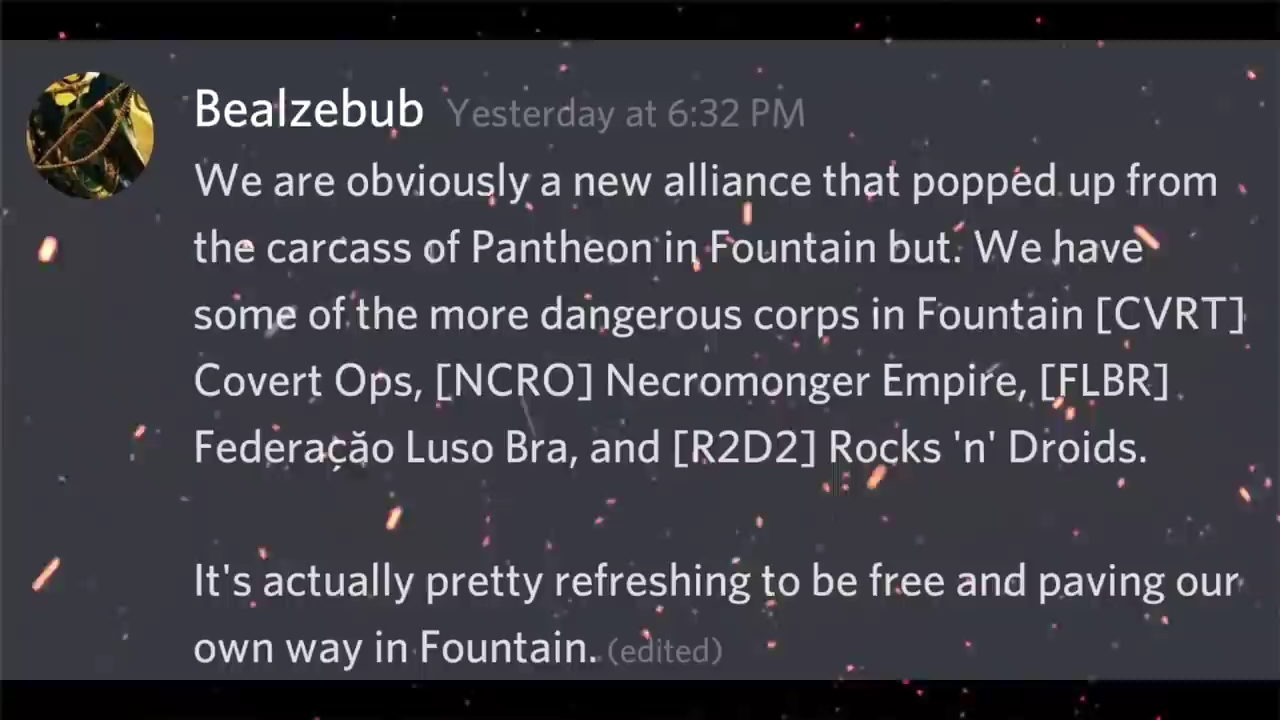 Bealzebub Yesterday at 6:32 PM
We are obviously a new alliance that popped up from
the carcass of Pantheon in Fountain but. We have
some of the more dangerous corps in Fountain [CVRT]
Covert Ops, [NCRO] Necromonger Empire, [FLBR]
Federaçăo Luso Bra, and [R2D2] Rocks 'n' Droids.
It's actually pretty refreshing to be free and paving our
own way in Fountain. (edited)